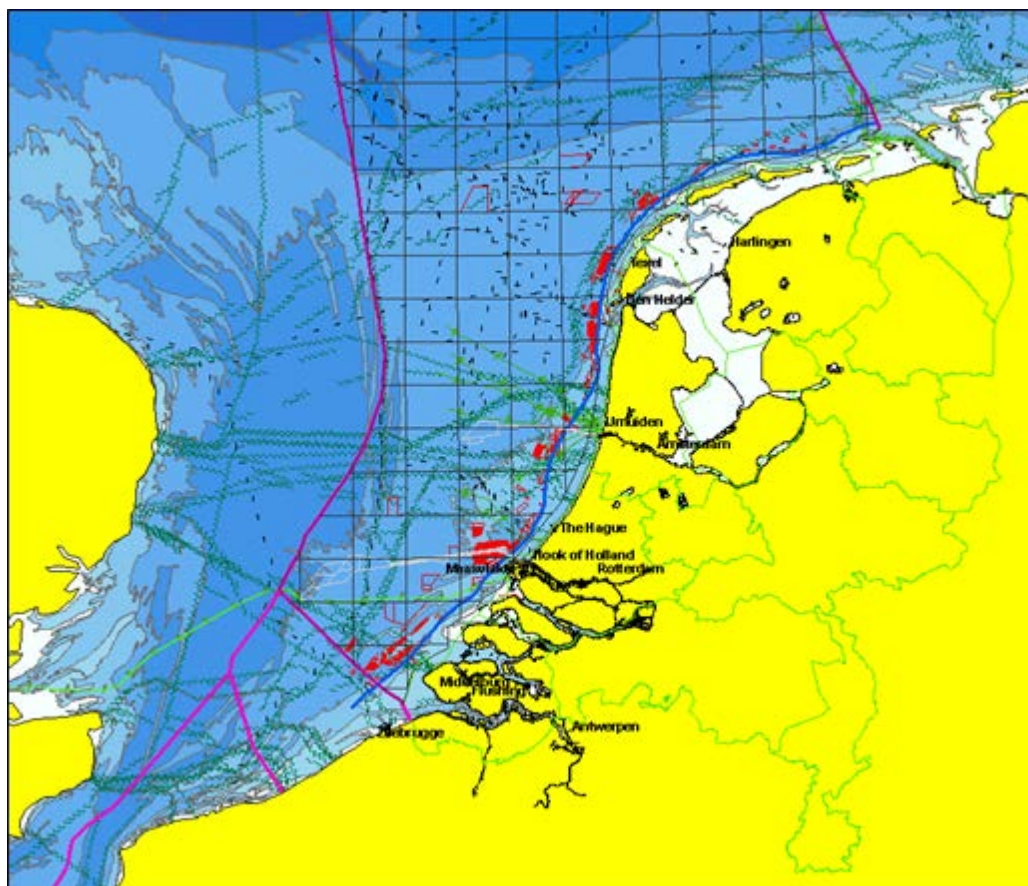 Harlingen
Texel
Den Helder
IJmuiden
Amsterdam
The Hague
Hook of Holland
Maasvlakte
Rotterdam
Middelburg
Flushing
Zeebrugge
Antwerpen